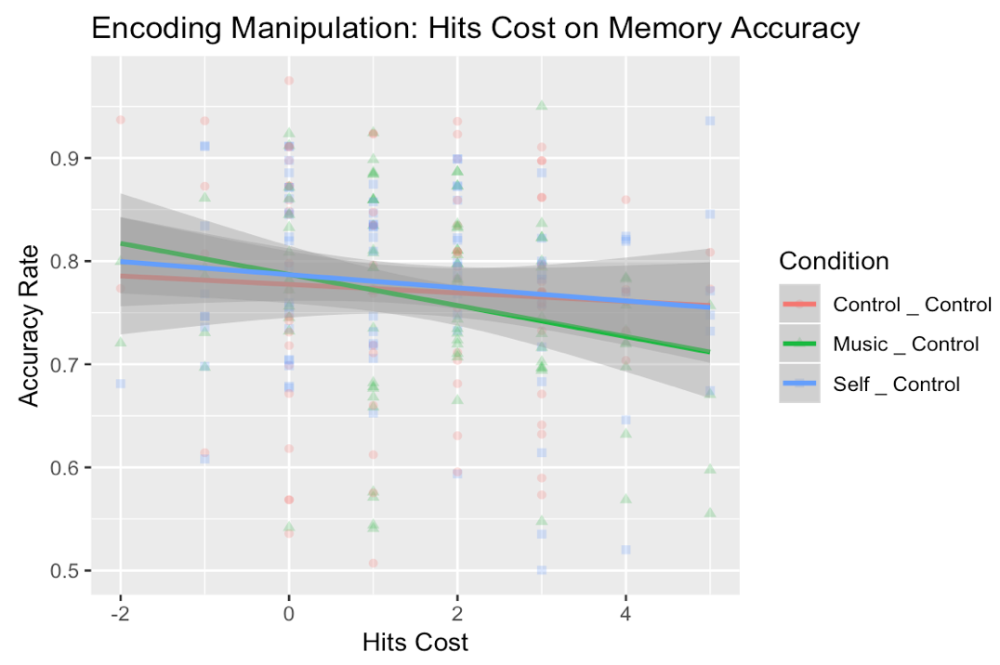 Encoding Manipulation: Hits Cost on Memory Accuracy
0.9
0.8
0.7
0.6
0.5
Accuracy Rate
-2 0 2 4
Hits Cost
Condition
Control _ Control
Music _ Control
Self _ Control